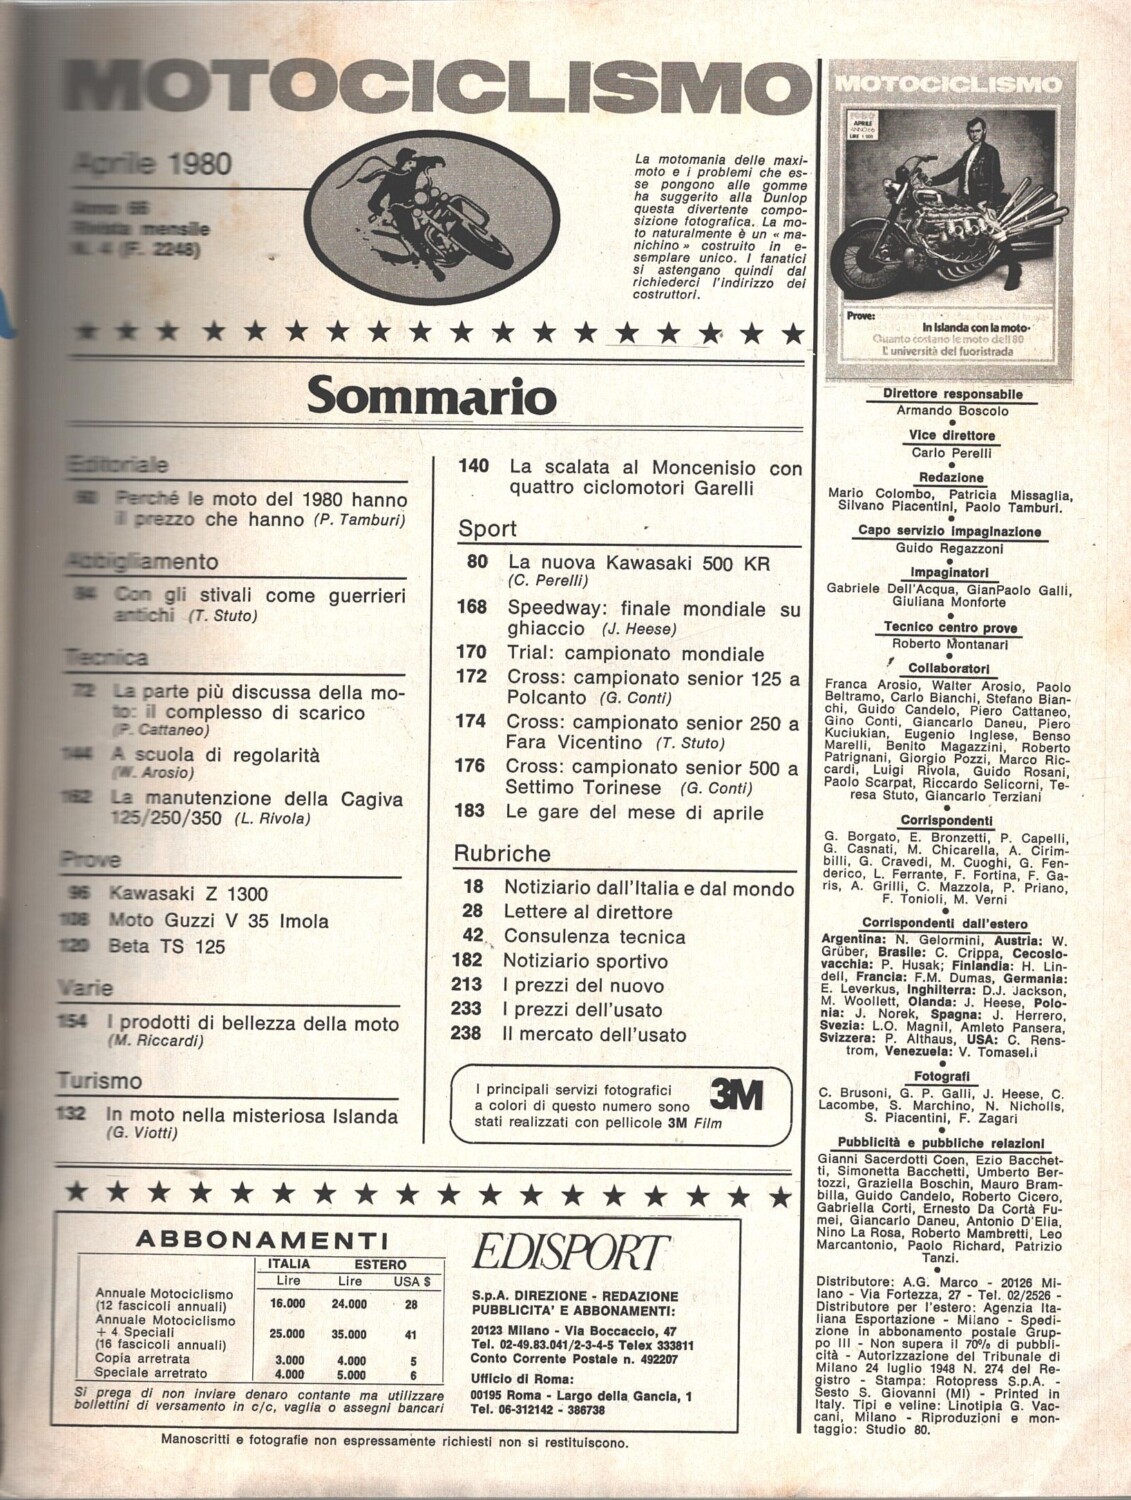 MOTOCICLISMO
Aprile 1980
Anno 66
Rivista mensile
N. 4 (F. 2248)
La motomania delle maxi-
moto e i problemi che es-
se pongono alle gomme
ha suggerito alla Dunlop
questa divertente compo-
sizione fotografica. La mo-
to naturalmente è un « ma-
nichino » costruito in e-
semplare unico. I fanatici
si astengano quindi dal
richiederci l'indirizzo dei
costruttori.
Sommario
Editoriale
60 Perché le moto del 1980 hanno
il prezzo che hanno (P. Tamburi)
Abbigliamento
84 Con gli stivali come guerrieri
antichi (T. Stuto)
Tecnica
72 La parte più discussa della mo-
to: il complesso di scarico
(P. Cattaneo)
144 A scuola di regolarità
(W. Arosio)
162 La manutenzione della Cagiva
125/250/350 (L. Rivola)
Prove
96 Kawasaki Z 1300
108 Moto Guzzi V 35 Imola
120 Beta TS 125
Varie
154 I prodotti di bellezza della moto
(M. Riccardi)
Turismo
132 In moto nella misteriosa Islanda
(G. Viotti)
140 La scalata al Moncenisio con
quattro ciclomotori Garelli
Sport
80 La nuova Kawasaki 500 KR
(C. Perelli)
168 Speedway: finale mondiale su
ghiaccio (J. Heese)
170 Trial: campionato mondiale
172 Cross: campionato senior 125 a
Polcanto (G. Conti)
174 Cross: campionato senior 250 a
Fara Vicentino (T. Stuto)
176 Cross: campionato senior 500 a
Settimo Torinese (G. Conti)
183 Le gare del mese di aprile
Rubriche
18 Notiziario dall'Italia e dal mondo
28 Lettere al direttore
42 Consulenza tecnica
182 Notiziario sportivo
213 I prezzi del nuovo
233 I prezzi dell'usato
238 Il mercato dell'usato
I principali servizi fotografici
a colori di questo numero sono
stati realizzati con pellicole 3M Film
3M
ABBONAMENTI
ITALIA ESTERO
Lire Lire USA $
Annuale Motociclismo
(12 fascicoli annuali) 16.000 24.000 28
Annuale Motociclismo
+ 4 Speciali
(16 fascicoli annuali) 25.000 35.000 41
Copia arretrata 3.000 4.000 5
Speciale arretrato 4.000 5.000 6
Si prega di non inviare denaro contante ma utilizzare
bollettini di versamento in c/c, vaglia o assegni bancari
EDISPORT
S.p.A. DIREZIONE - REDAZIONE
PUBBLICITA' E ABBONAMENTI:
20123 Milano - Via Boccaccio, 47
Tel. 02-49.83.041/2-3-4-5 Telex 333811
Conto Corrente Postale n. 492207
Ufficio di Roma:
00195 Roma - Largo della Gancia, 1
Tel. 06-312142 - 386738
Manoscritti e fotografie non espressamente richiesti non si restituiscono.
MOTOCICLISMO
1980
APRILE
ANNO 66
Prove:
In Islanda con la moto
Quanto costano le moto dell'80
L'università del fuoristrada
Direttore responsabile
Armando Boscolo
Vice direttore
Carlo Perelli
Redazione
Mario Colombo, Patricia Missaglia,
Silvano Piacentini, Paolo Tamburi.
Capo servizio impaginazione
Guido Regazzoni
Impaginatori
Gabriele Dell'Acqua, GianPaolo Galli,
Giuliana Monforte
Tecnico centro prove
Roberto Montanari
Collaboratori
Franca Arosio, Walter Arosio, Paolo
Beltramo, Carlo Bianchi, Stefano Bian-
chi, Guido Candelo, Piero Cattaneo,
Gino Conti, Giancarlo Daneu, Piero
Kuciukian, Eugenio Inglese, Benso
Marelli, Benito Magazzini, Roberto
Patrignani, Giorgio Pozzi, Marco Ric-
cardi, Luigi Rivola, Guido Rosani,
Paolo Scarpat, Riccardo Selicorni, Te-
resa Stuto, Giancarlo Terziani
Corrispondenti
G. Borgato, E. Bronzetti, P. Capelli,
G. Casnati, M. Chicarella, A. Cirim-
billi, G. Cravedi, M. Cuoghi, G. Fen-
derico, L. Ferrante, F. Fortina, F. Ga-
ris, A. Grilli, C. Mazzola, P. Priano,
F. Tonioli, M. Verni
Corrispondenti dall'estero
Argentina: N. Gelormini, Austria: W.
Grüber, Brasile: C. Crippa, Cecoslo-
vacchia: P. Husak; Finlandia: H. Lin-
dell, Francia: F.M. Dumas, Germania:
E. Leverkus, Inghilterra: D.J. Jackson,
M. Woollett, Olanda: J. Heese, Polo-
nia: J. Norek, Spagna: J. Herrero,
Svezia: L.O. Magnil, Amleto Pansera,
Svizzera: P. Althaus, USA: C. Rens-
trom, Venezuela: V. Tomasel.i
Fotografi
C. Brusoni, G. P. Galli, J. Heese, C.
Lacombe, S. Marchino, N. Nicholls,
S. Piacentini, F. Zagari
Pubblicità e pubbliche relazioni
Gianni Sacerdotti Coen, Ezio Bacchet-
ti, Simonetta Bacchetti, Umberto Ber-
tozzi, Graziella Boschin, Mauro Bram-
billa, Guido Candelo, Roberto Cicero,
Gabriella Corti, Ernesto Da Cortà Fu-
mei, Giancarlo Daneu, Antonio D'Elia,
Nino La Rosa, Roberto Mambretti, Leo
Marcantonio, Paolo Richard, Patrizio
Tanzi.
Distributore: A.G. Marco - 20126 Mi-
lano - Via Fortezza, 27 - Tel. 02/2526 -
Distributore per l'estero: Agenzia Ita-
liana Esportazione - Milano - Spedi-
zione in abbonamento postale Grup-
po III - Non supera il 70% di pubbli-
cità - Autorizzazione del Tribunale di
Milano 24 luglio 1948 N. 274 del Re-
gistro - Stampa: Rotopress S.p.A. -
Sesto S. Giovanni (MI) - Printed in
Italy. Tipi e veline: Linotipia G. Vac-
cani, Milano - Riproduzioni e mon-
taggio: Studio 80.